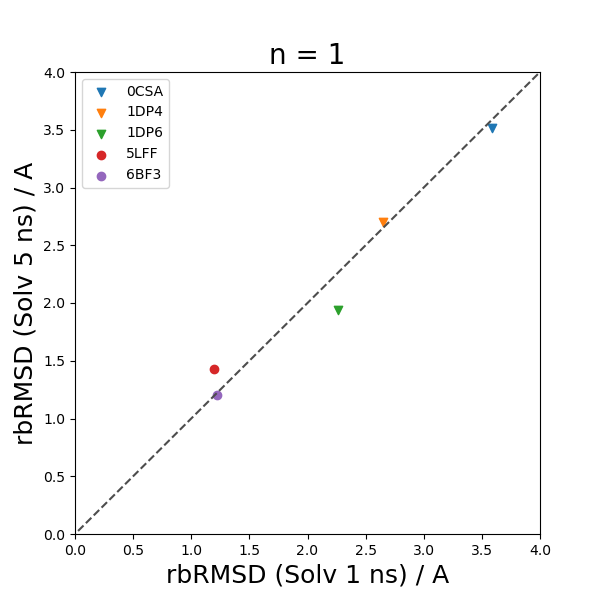 n = 1
4.0
3.5
3.0
2.5
2.0
1.5
1.0
0.5
0.0
0CSA
1DP4
1DP6
5LFF
6BF3
rbRMSD (Solv 5 ns) / A
0.0 0.5 1.0 1.5 2.0 2.5 3.0 3.5 4.0
rbRMSD (Solv 1 ns) / A